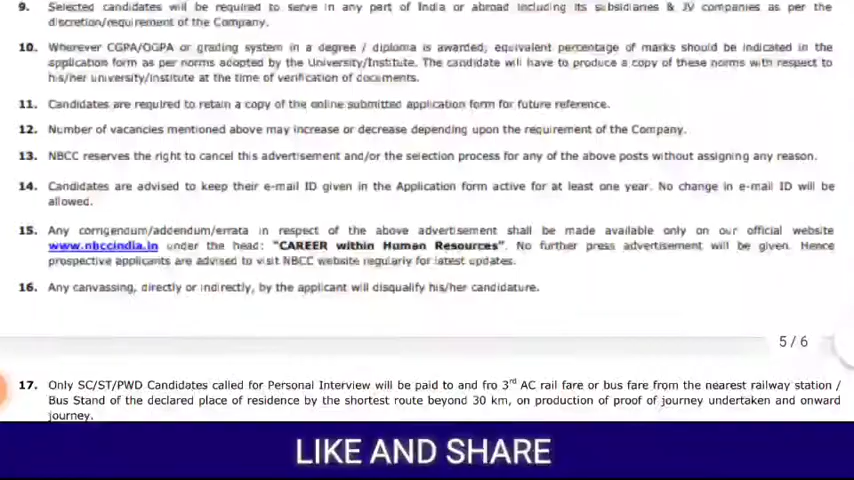 9. Selected candidates will be required to serve in any part of India or abroad including its subsidiaries & JV companies as per the
discretion/requirement of the Company.
10. Wherever CGPA/OGPA or grading system in a degree / diploma is awarded, equivalent percentage of marks should be indicated in the
application form as per norms adopted by the University/Institute. The candidate will have to produce a copy of these norms with respect to
his/her university/institute at the time of verification of documents.
11. Candidates are required to retain a copy of the online submitted application form for future reference.
12. Number of vacancies mentioned above may increase or decrease depending upon the requirement of the Company.
13. NBCC reserves the right to cancel this advertisement and/or the selection process for any of the above posts without assigning any reason.
14. Candidates are advised to keep their e-mail ID given in the Application form active for at least one year. No change in e-mail ID will be
allowed.
15. Any corrigendum/addendum/errata in respect of the above advertisement shall be made available only on our official website
www.nbccindia.in under the head: "CAREER within Human Resources". No further press advertisement will be given. Hence
prospective applicants are advised to visit NBCC website regularly for latest updates.
16. Any canvassing, directly or indirectly, by the applicant will disqualify his/her candidature.
5 / 6
17. Only SC/ST/PWD Candidates called for Personal Interview will be paid to and fro 3rd AC rail fare or bus fare from the nearest railway station /
Bus Stand of the declared place of residence by the shortest route beyond 30 km, on production of proof of journey undertaken and onward
journey.
LIKE AND SHARE